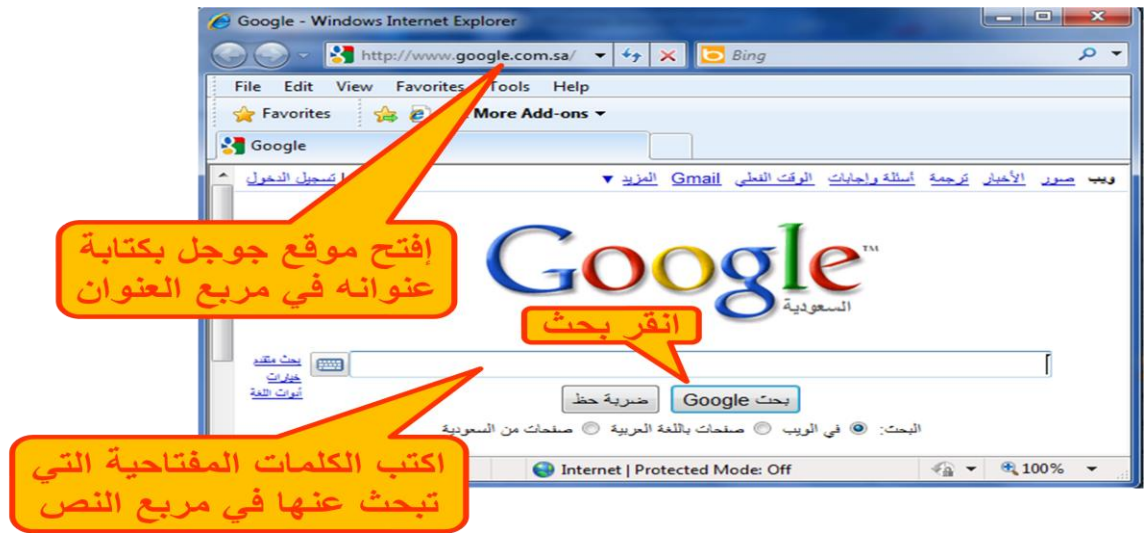 Google - Windows Internet Explorer
http://www.google.com.sa/
Bing
File Edit View Favorites Tools Help
Favorites
More Add-ons
Google
ويب صور الأخبار ترجمة أسئلة وإجابات الوقت الفعلي Gmail المزيد ▼
تسجيل الدخول
إفتح موقع جوجل بكتابة
عنوانه في مربع العنوان
Google™
السعودية
انقر بحث
بحث متقدم
خيارات
أدوات اللغة
بحث Google
ضربة حظ
البحث: في الويب صفحات باللغة العربية صفحات من السعودية
اكتب الكلمات المفتاحية التي
تبحث عنها في مربع النص
Internet | Protected Mode: Off
100%